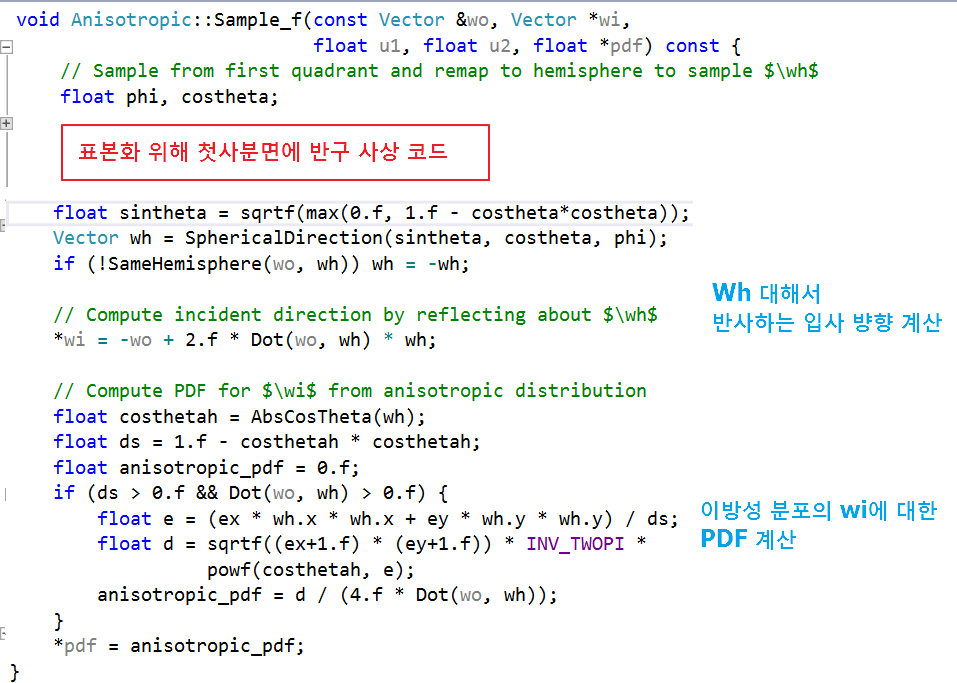 void Anisotropic::Sample_f(const Vector &wo, Vector *wi,
float u1, float u2, float *pdf) const {
// Sample from first quadrant and remap to hemisphere to sample $\wh$
float phi, costheta;
표본화 위해 첫사분면에 반구 사상 코드
float sintheta = sqrtf(max(0.f, 1.f - costheta*costheta));
Vector wh = SphericalDirection(sintheta, costheta, phi);
if (!SameHemisphere(wo, wh)) wh = -wh;
Wh 대해서
반사하는 입사 뱡향 계산
// Compute incident direction by reflecting about $\wh$
*wi = -wo + 2.f * Dot(wo, wh) * wh;
// Compute PDF for $\wi$ from anisotropic distribution
float costhetah = AbsCosTheta(wh);
float ds = 1.f - costhetah * costhetah;
float anisotropic_pdf = 0.f;
if (ds > 0.f && Dot(wo, wh) > 0.f) {
float e = (ex * wh.x * wh.x + ey * wh.y * wh.y) / ds;
float d = sqrtf((ex+1.f) * (ey+1.f)) * INV_TWOPI *
powf(costhetah, e);
anisotropic_pdf = d / (4.f * Dot(wo, wh));
이방성 분포의 wi에 대한
PDF 계산
}
*pdf = anisotropic_pdf;
}